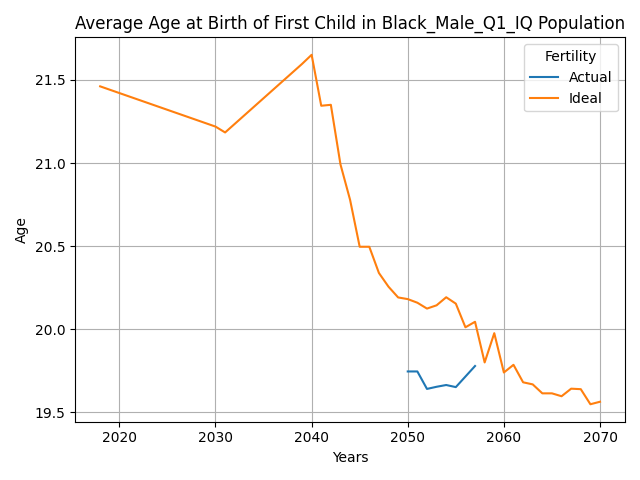 Average Age at Birth of First Child in Black_Male_Q1_IQ Population
Fertility
Actual
Ideal
Age
21.5
21.0
20.5
20.0
19.5
2020 2030 2040 2050 2060 2070
Years